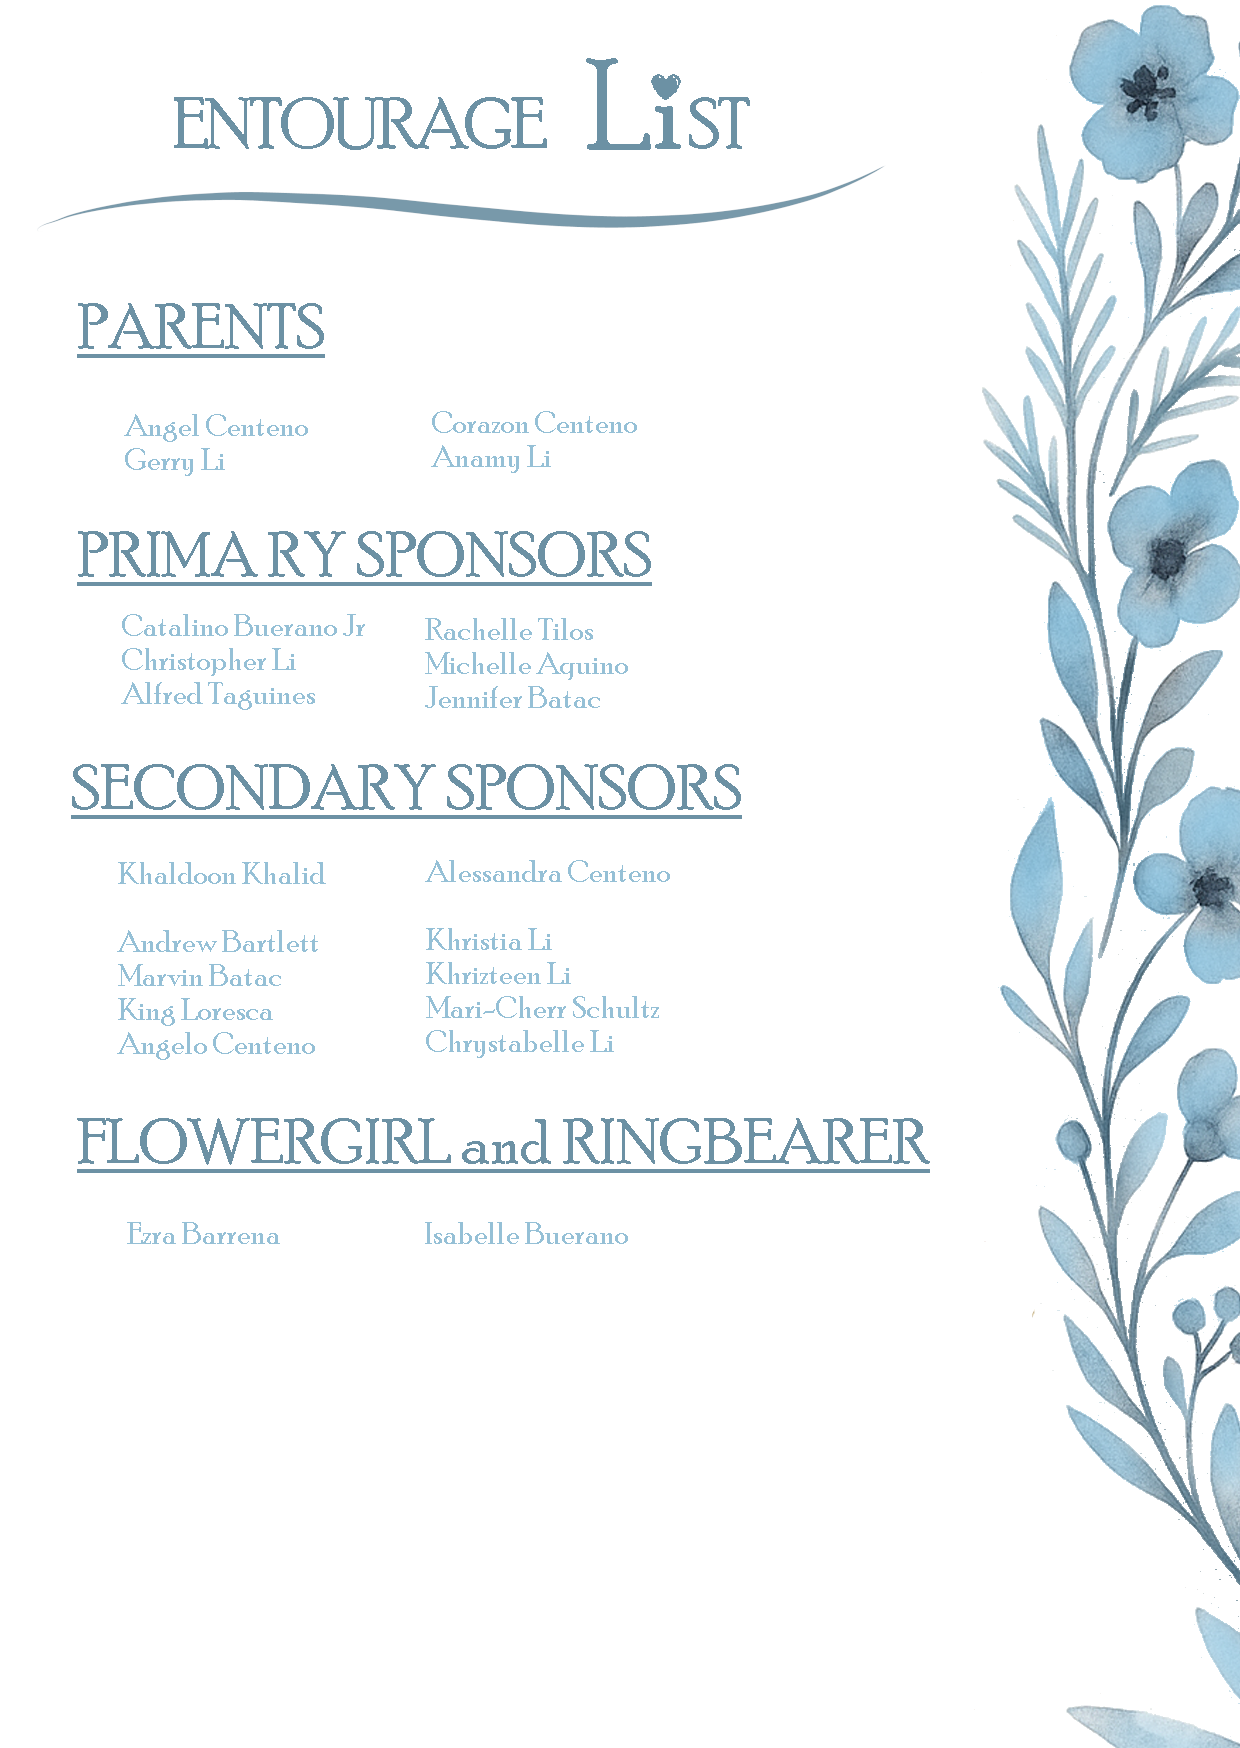 ENTOURAGE LiST
PARENTS
Angel Centeno Corazon Centeno
Gerry Li Anamy Li
PRIMARY SPONSORS
Catalino Buerano Jr Rachelle Tilos
Christopher Li Michelle Aquino
Alfred Taguines Jennifer Batac
SECONDARY SPONSORS
Khaldoon Khalid Alessandra Centeno
Andrew Bartlett Khristia Li
Marvin Batac Khrizteen Li
King Loresca Mari-Cherr Schultz
Angelo Centeno Chrystabelle Li
FLOWERGIRL and RINGBEARER
Ezra Barrena Isabelle Buerano